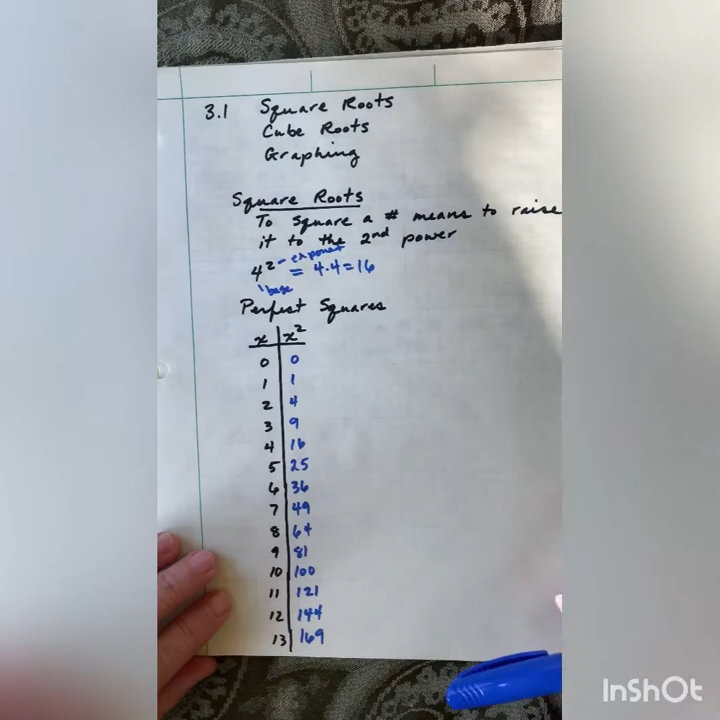 3.1 Square Roots
Cube Roots
Graphing
Square Roots
To square a # means to raise
it to the 2nd power
4² - exponent = 4·4=16
base
Perfect Squares
x x²
0 0
1 1
2 4
3 9
4 16
5 25
6 36
7 49
8 64
9 81
10 100
11 121
12 144
13 169
InShOt